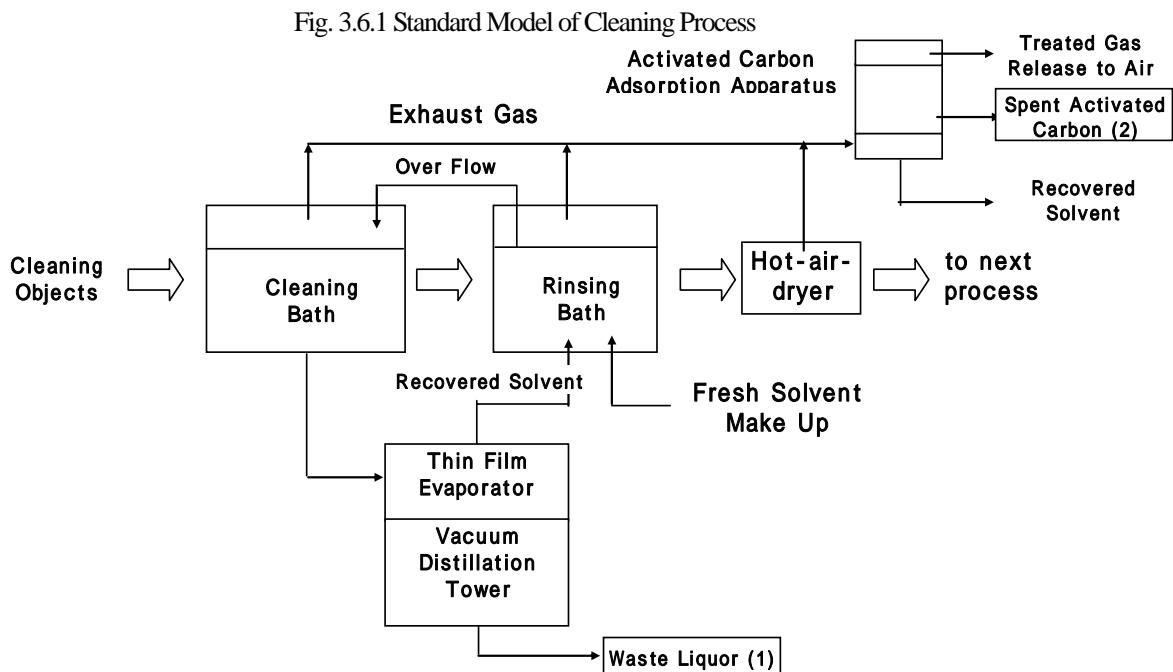 Fig. 3.6.1 Standard Model of Cleaning Process
Activated Carbon
Adsorption Apparatus
Treated Gas
Release to Air
Spent Activated
Carbon (2)
Exhaust Gas
Over Flow
Recovered
Solvent
Cleaning
Objects
Cleaning
Bath
Rinsing
Bath
Hot-air-
dryer
to next
process
Recovered Solvent
Fresh Solvent
Make Up
Thin Film
Evaporator
Vacuum
Distillation
Tower
Waste Liquor (1)